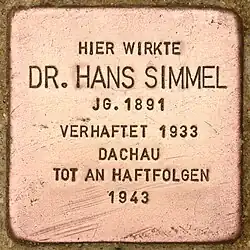 HIER WIRKTE
DR. HANS SIMMEL
JG. 1891
VERHAFTET 1933
DACHAU
TOT AN HAFTFOLGEN
1943